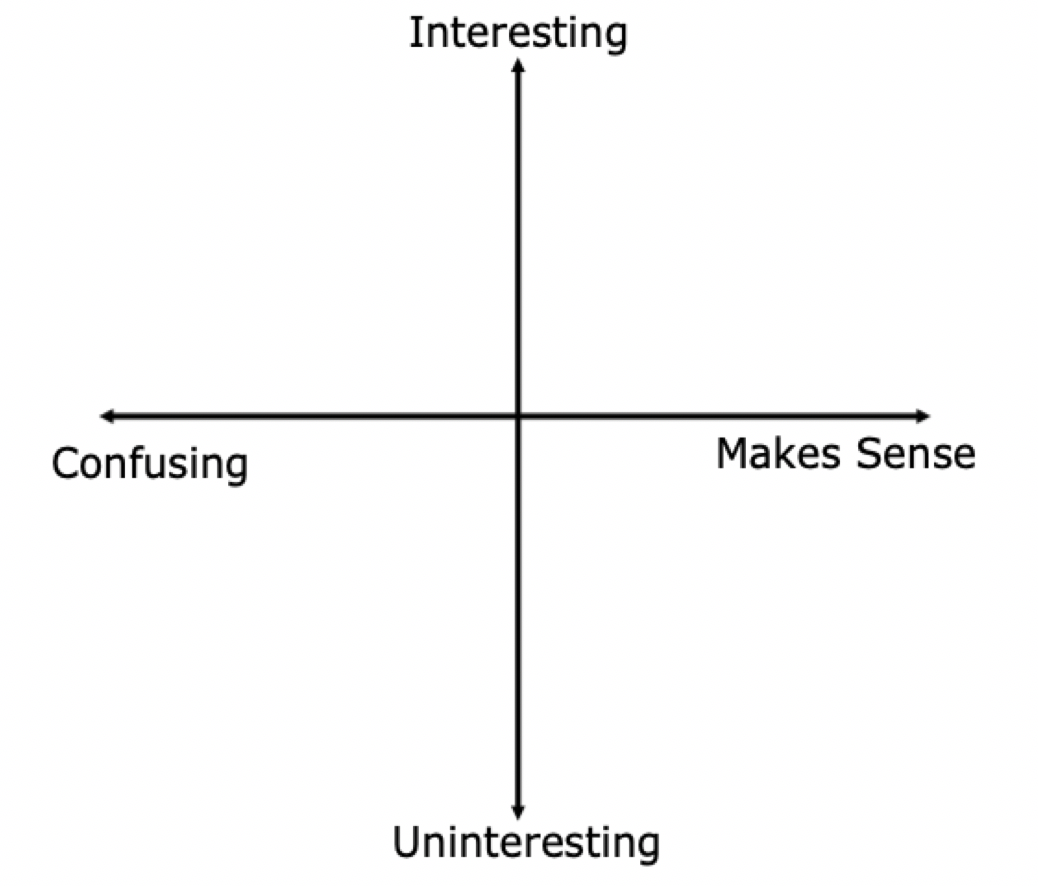 Interesting
Confusing
Makes Sense
Uninteresting